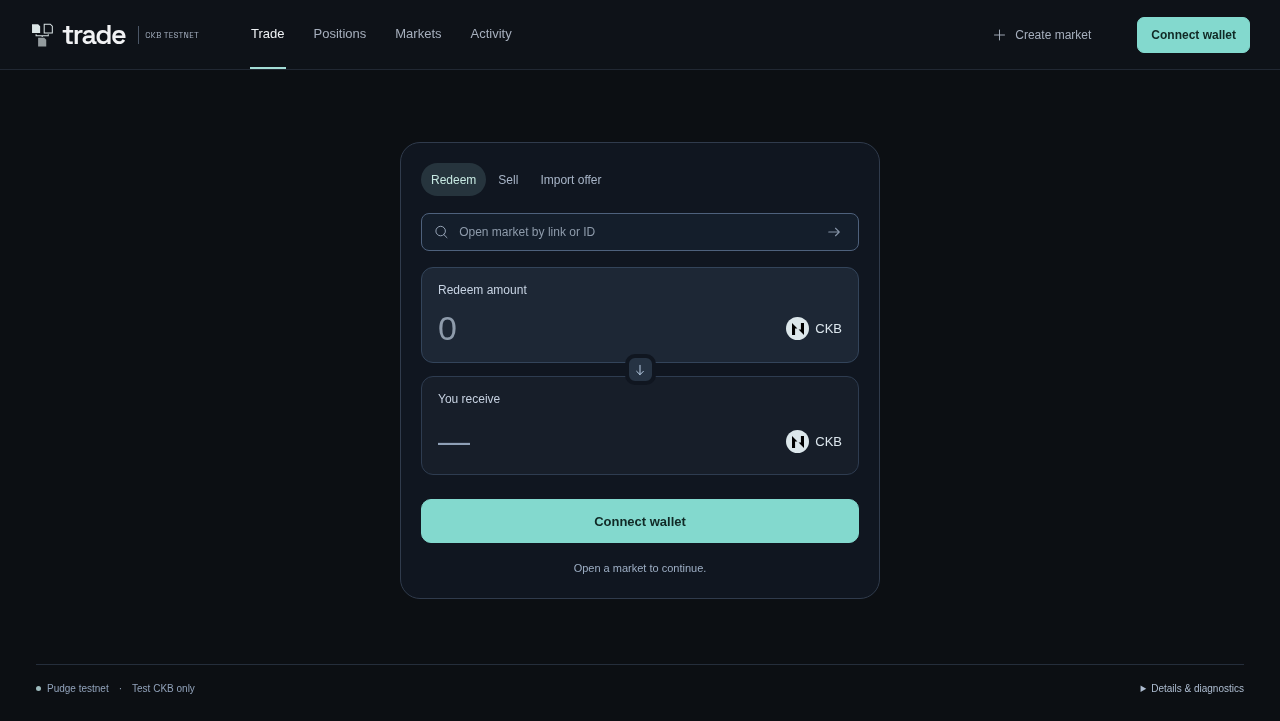 trade
CKB TESTNET
Trade
Positions
Markets
Activity
Create market
Connect wallet
Redeem
Sell
Import offer
Open market by link or ID
Redeem amount
0
CKB
You receive
—
CKB
Connect wallet
Open a market to continue.
Pudge testnet · Test CKB only
Details & diagnostics